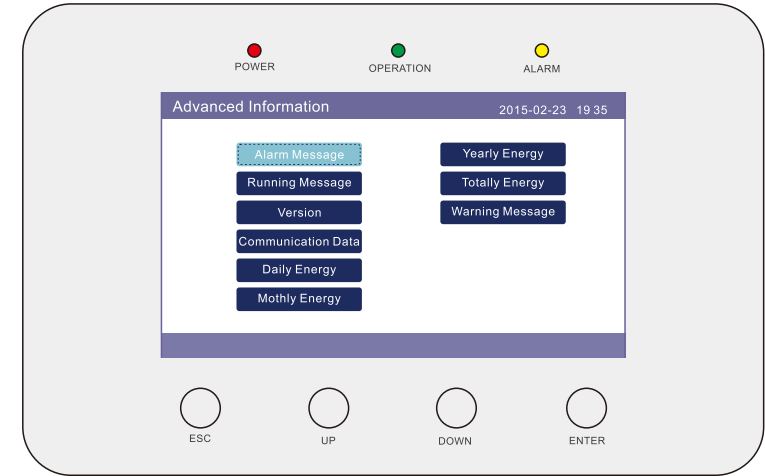 POWER
OPERATION
ALARM
Advanced Information
2015-02-23 19 35
Alarm Message
Running Message
Version
Communication Data
Daily Energy
Mothly Energy
Yearly Energy
Totally Energy
Warning Message
ESC
UP
DOWN
ENTER